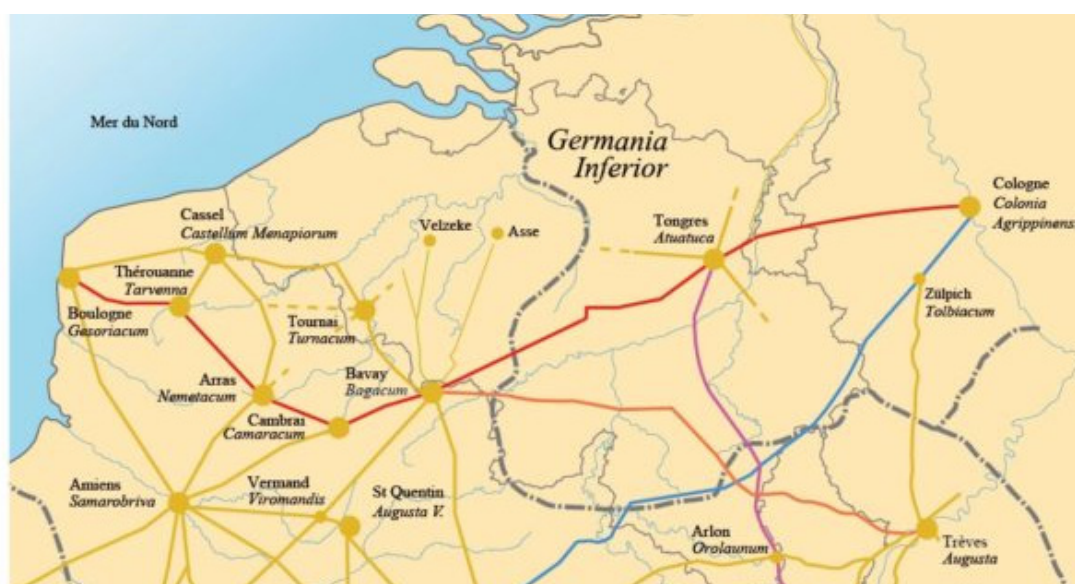 Mer du Nord
Germania
Inferior
Cologne
Colonia
Agrippinens
Cassel
Castellum Menapiorum
Velzeke
Asse
Tongres
Atuatuca
Thérouanne
Tarvenna
Zülpich
Tolbiacum
Boulogne
Gesoriacum
Tournai
Turnacum
Arras
Nemetacum
Bavay
Bagacum
Cambrai
Camaracum
Amiens
Samarobriva
Vermand
Viromandis
St Quentin
Augusta V.
Arlon
Orolaunum
Trèves
Augusta